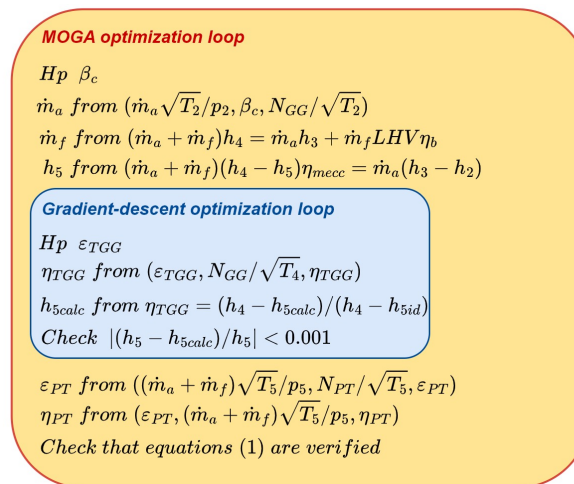 MOGA optimization loop
Hp β_c
ṁ_a from (ṁ_a√T_2/p_2, β_c, N_GG/√T_2)
ṁ_f from (ṁ_a + ṁ_f)h_4 = ṁ_a h_3 + ṁ_f LHVη_b
h_5 from (ṁ_a + ṁ_f)(h_4 − h_5)η_mecc = ṁ_a(h_3 − h_2)
Gradient-descent optimization loop
Hp ε_TGG
η_TGG from (ε_TGG, N_GG/√T_4, η_TGG)
h_5calc from η_TGG = (h_4 − h_5calc)/(h_4 − h_5id)
Check |(h_5 − h_5calc)/h_5| < 0.001
ε_PT from ((ṁ_a + ṁ_f)√T_5/p_5, N_PT/√T_5, ε_PT)
η_PT from (ε_PT, (ṁ_a + ṁ_f)√T_5/p_5, η_PT)
Check that equations (1) are verified